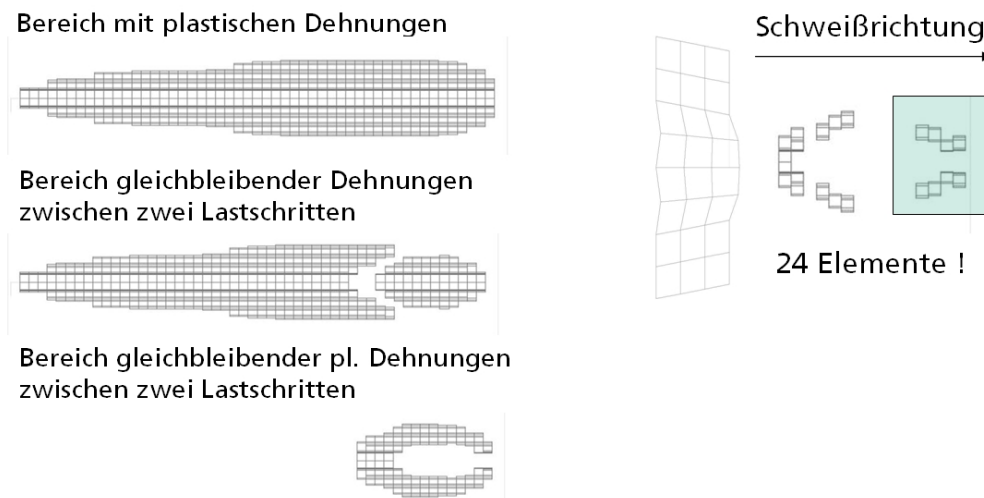 Bereich mit plastischen Dehnungen
Bereich gleichbleibender Dehnungen
zwischen zwei Lastschritten
Bereich gleichbleibender pl. Dehnungen
zwischen zwei Lastschritten
Schweißrichtung
24 Elemente !